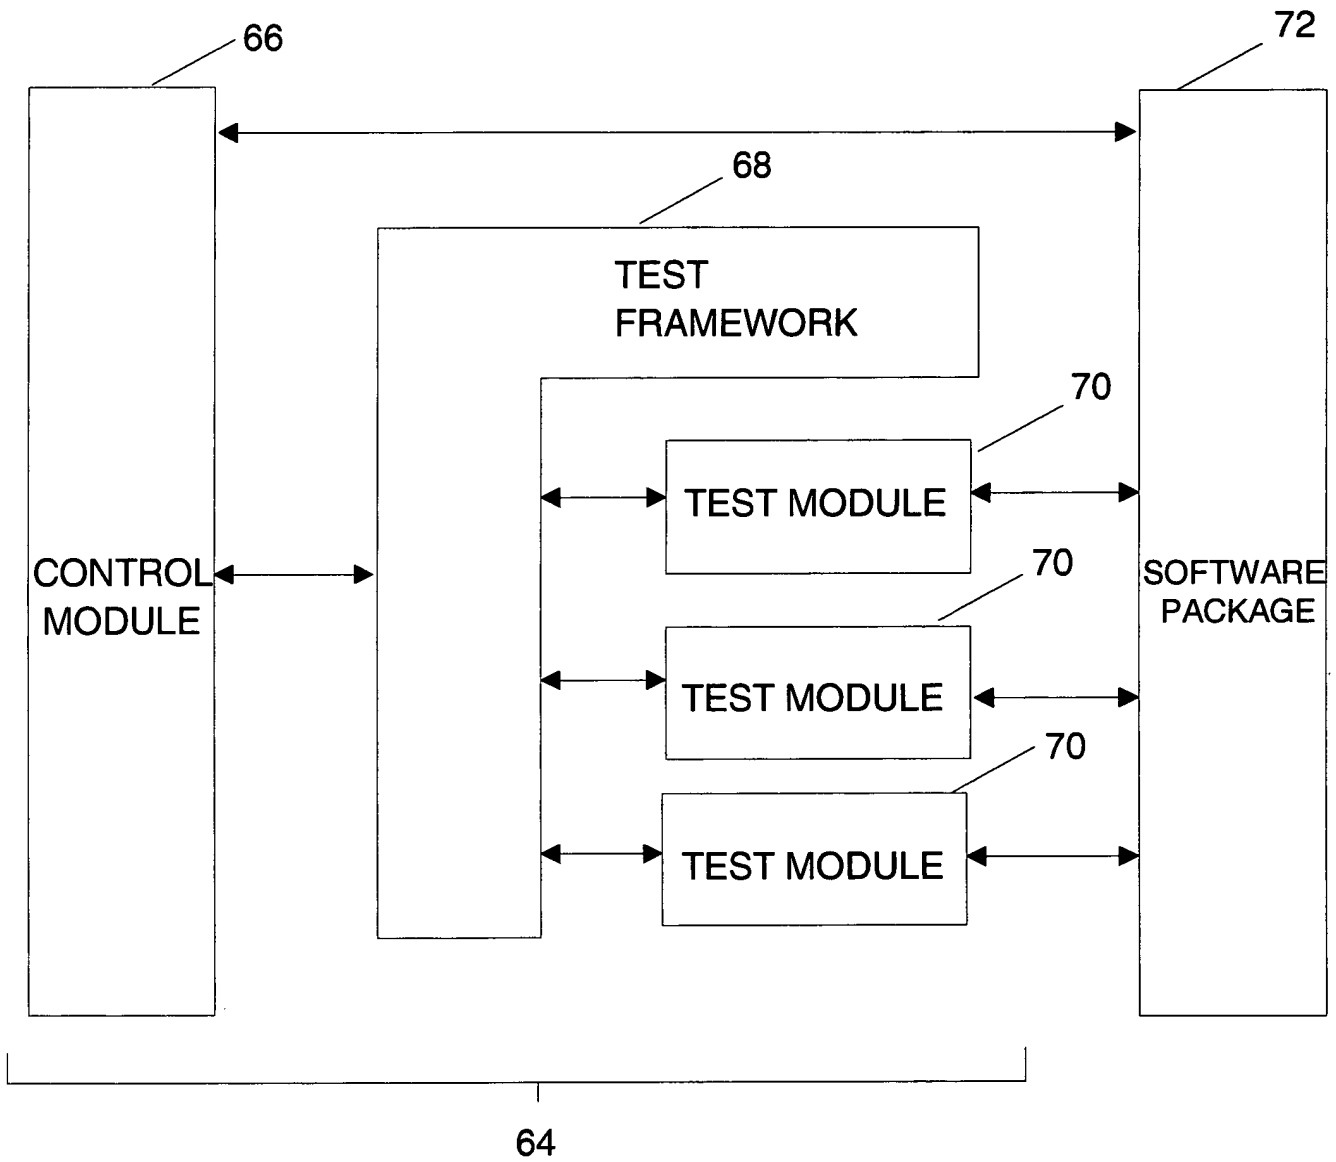 66
72
68
TEST
FRAMEWORK
70
TEST MODULE
CONTROL
MODULE
70
SOFTWARE
PACKAGE
TEST MODULE
70
TEST MODULE
64